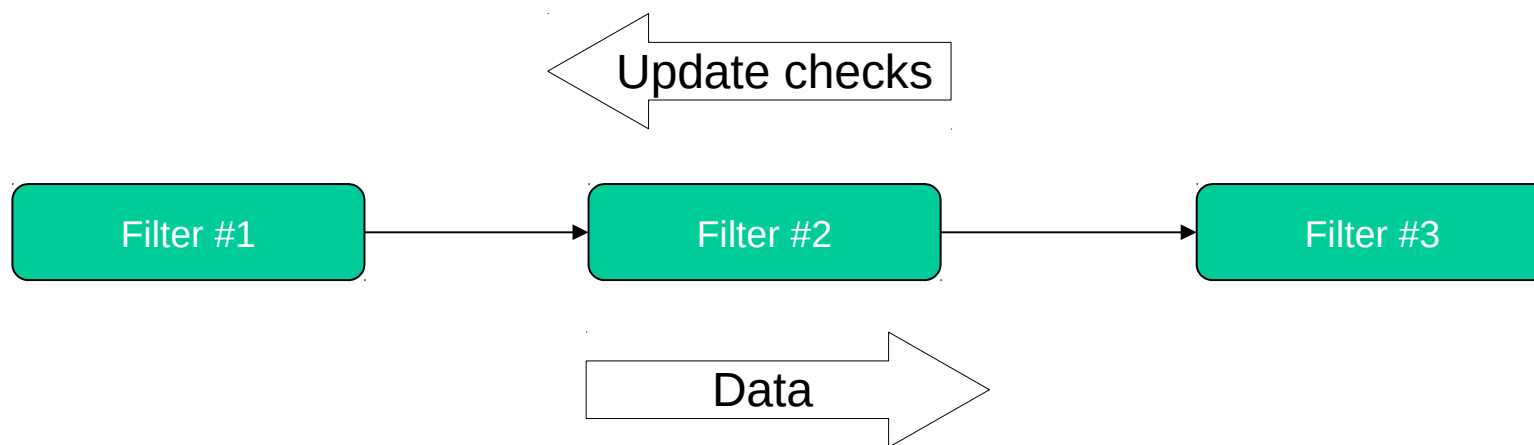 Update checks
Filter #1
Filter #2
Filter #3
Data